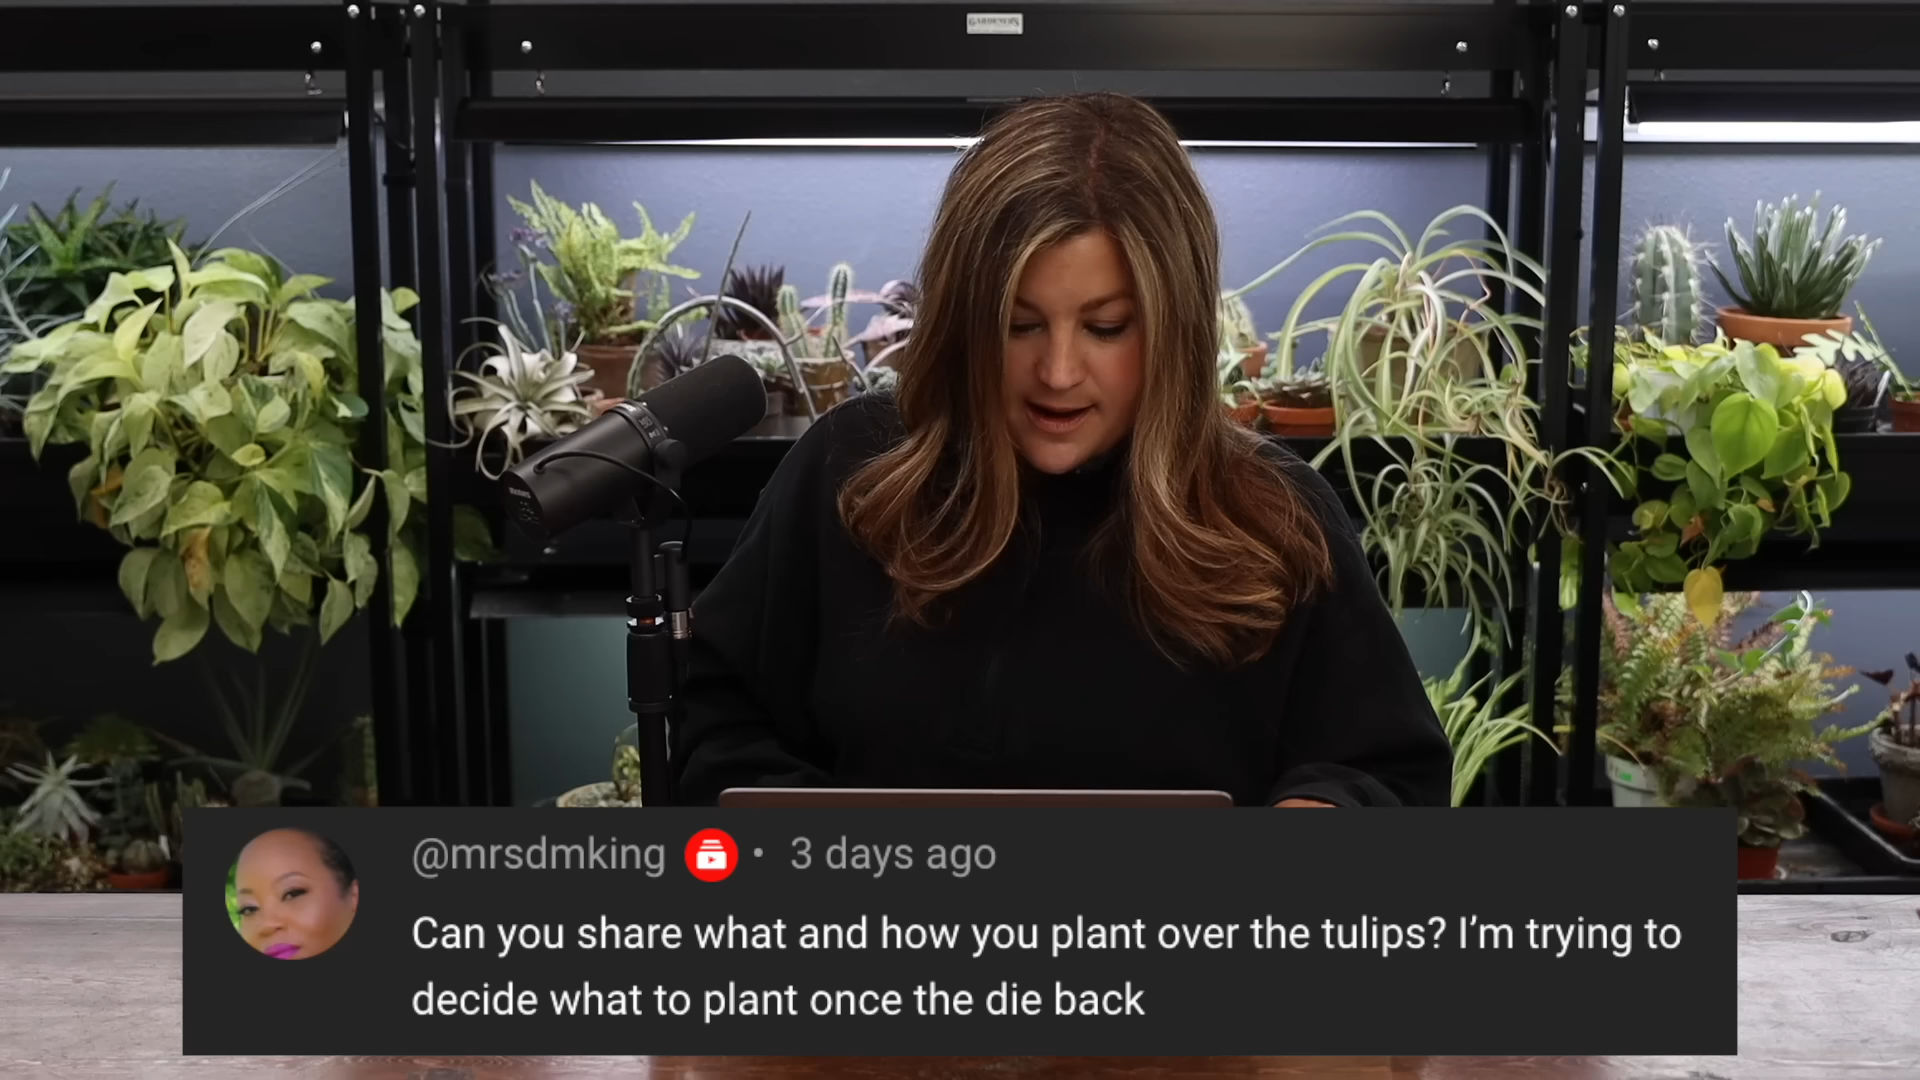 GARDENER'S
@mrsdmking • 3 days ago
Can you share what and how you plant over the tulips? I’m trying to
decide what to plant once the die back